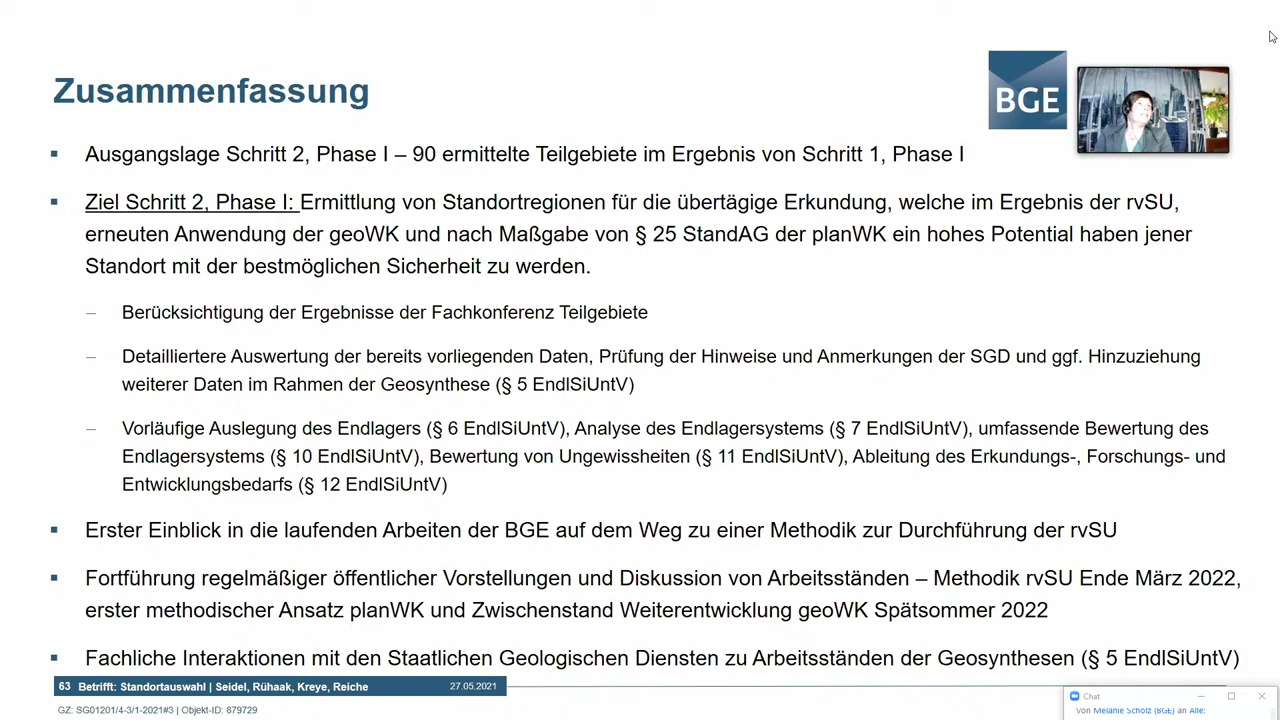 Zusammenfassung
BGE
Ausgangslage Schritt 2, Phase I – 90 ermittelte Teilgebiete im Ergebnis von Schritt 1, Phase I
Ziel Schritt 2, Phase I: Ermittlung von Standortregionen für die übertägige Erkundung, welche im Ergebnis der rvSU,
erneuten Anwendung der geoWK und nach Maßgabe von § 25 StandAG der planWK ein hohes Potential haben jener
Standort mit der bestmöglichen Sicherheit zu werden.
– Berücksichtigung der Ergebnisse der Fachkonferenz Teilgebiete
– Detailliertere Auswertung der bereits vorliegenden Daten, Prüfung der Hinweise und Anmerkungen der SGD und ggf. Hinzuziehung
weiterer Daten im Rahmen der Geosynthese (§ 5 EndlSiUntV)
– Vorläufige Auslegung des Endlagers (§ 6 EndlSiUntV), Analyse des Endlagersystems (§ 7 EndlSiUntV), umfassende Bewertung des
Endlagersystems (§ 10 EndlSiUntV), Bewertung von Ungewissheiten (§ 11 EndlSiUntV), Ableitung des Erkundungs-, Forschungs- und
Entwicklungsbedarfs (§ 12 EndlSiUntV)
Erster Einblick in die laufenden Arbeiten der BGE auf dem Weg zu einer Methodik zur Durchführung der rvSU
Fortführung regelmäßiger öffentlicher Vorstellungen und Diskussion von Arbeitsständen – Methodik rvSU Ende März 2022,
erster methodischer Ansatz planWK und Zwischenstand Weiterentwicklung geoWK Spätsommer 2022
Fachliche Interaktionen mit den Staatlichen Geologischen Diensten zu Arbeitsständen der Geosynthesen (§ 5 EndlSiUntV)
63 Betrifft: Standortauswahl | Seidel, Rühaak, Kreye, Reiche 27.05.2021
GZ: SG01201/4-3/1-2021#3 | Objekt-ID: 879729
Chat
Von Melanie Scholz (BGE) an Alle: